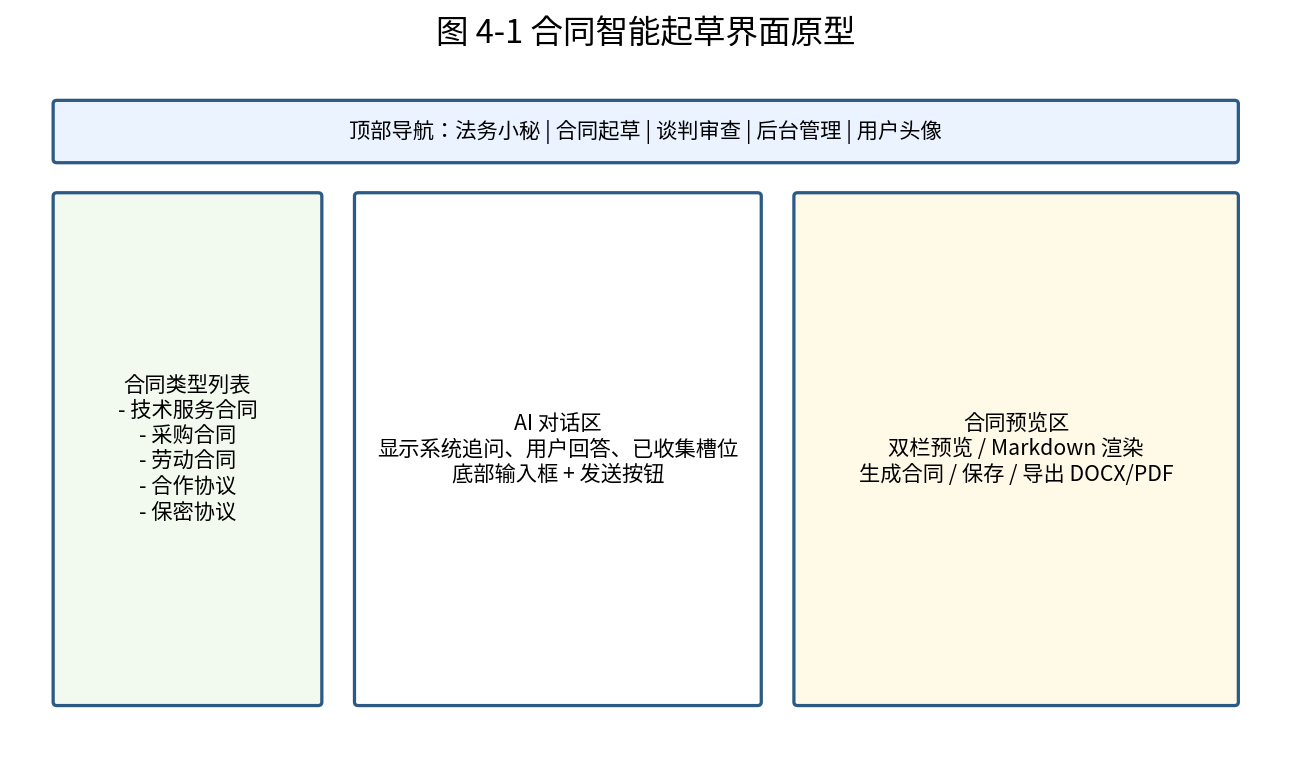 图 4-1 合同智能起草界面原型
顶部导航：法务小秘 | 合同起草 | 谈判审查 | 后台管理 | 用户头像
合同类型列表
- 技术服务合同
- 采购合同
- 劳动合同
- 合作协议
- 保密协议
AI 对话区
显示系统追问、用户回答、已收集槽位
底部输入框 + 发送按钮
合同预览区
双栏预览 / Markdown 渲染
生成合同 / 保存 / 导出 DOCX/PDF